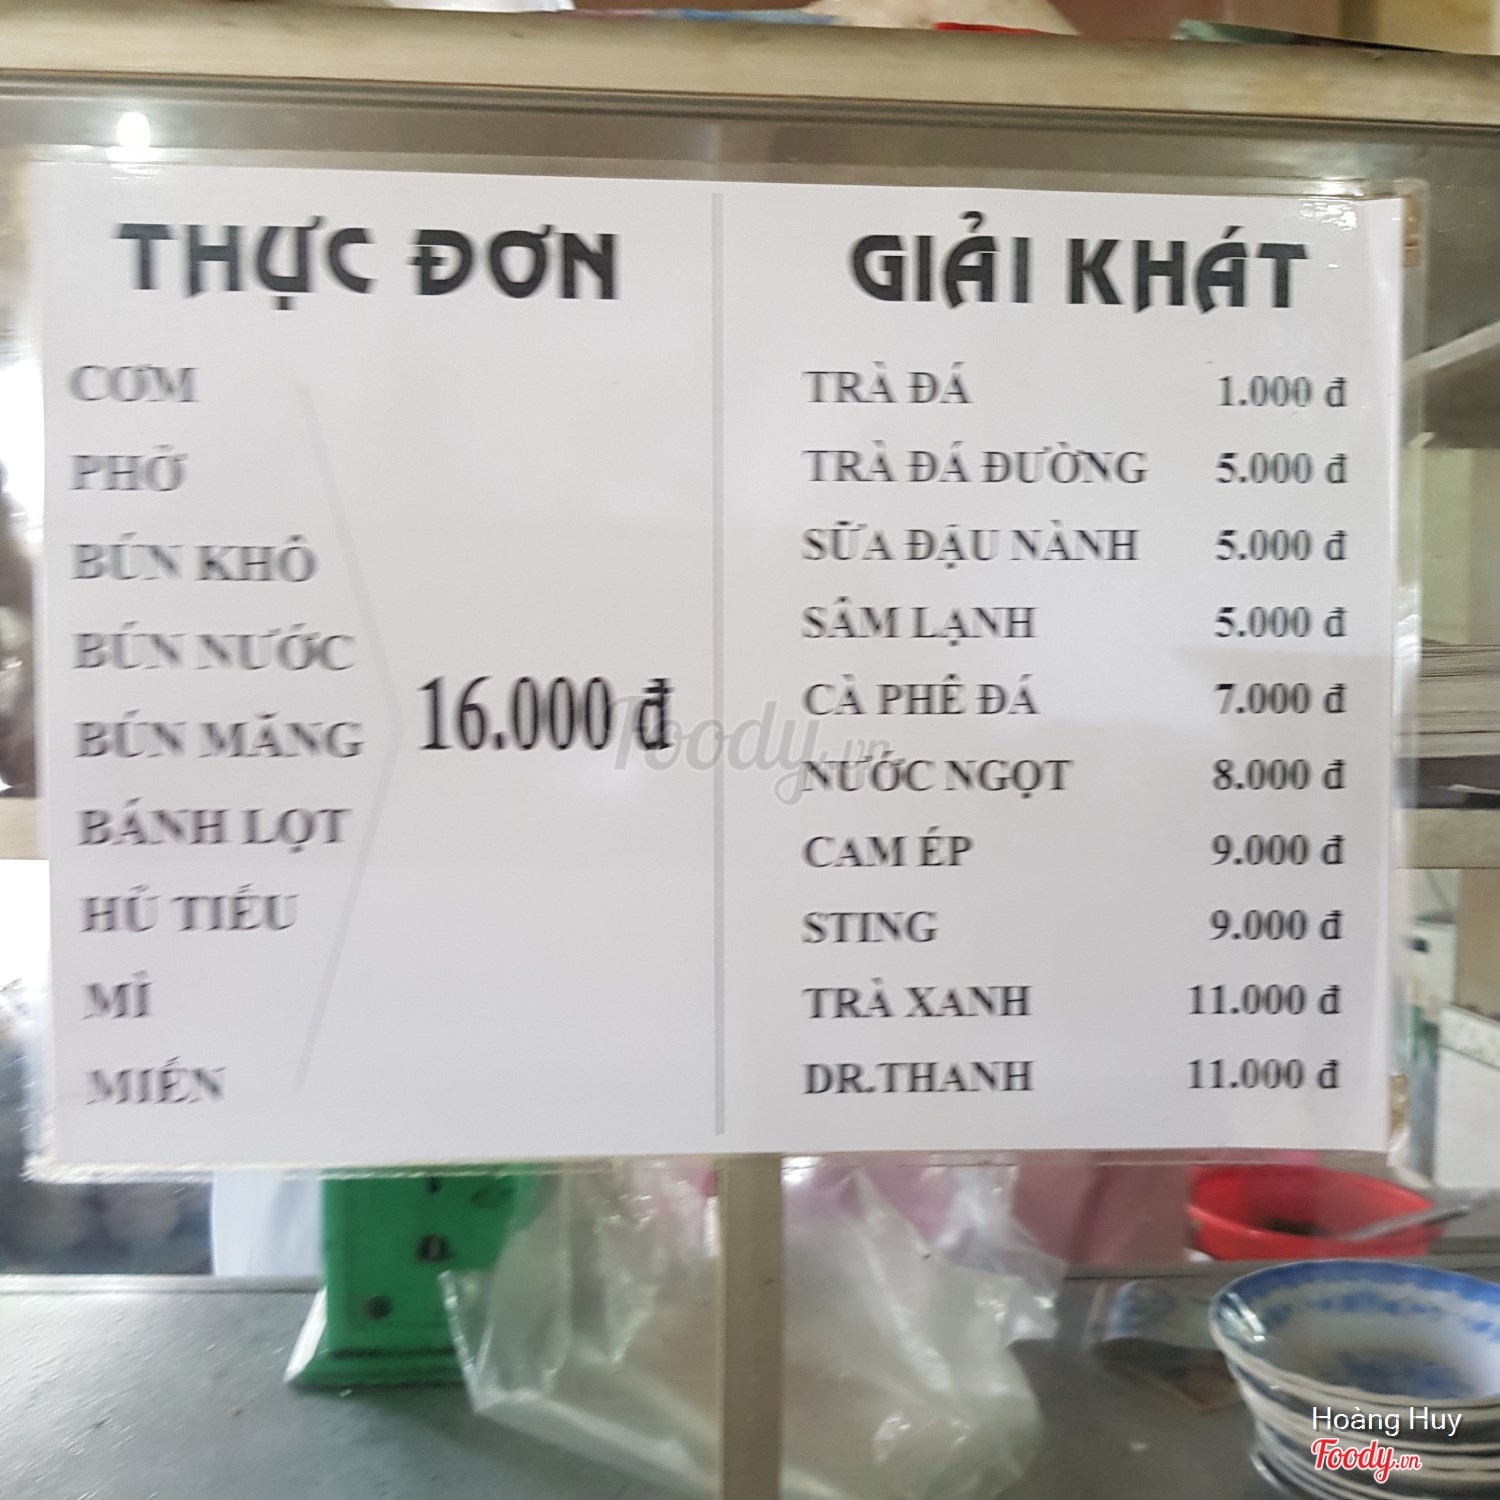 THỰC ĐƠN
CƠM
PHỞ
BÚN KHÔ
BÚN NƯỚC
BÚN MĂNG
BÁNH LỌT
HỦ TIẾU
MÌ
MIẾN
16.000 đ
GIẢI KHÁT
TRÀ ĐÁ 1.000 đ
TRÀ ĐÁ ĐƯỜNG 5.000 đ
SỮA ĐẬU NÀNH 5.000 đ
SÂM LẠNH 5.000 đ
CÀ PHÊ ĐÁ 7.000 đ
NƯỚC NGỌT 8.000 đ
CAM ÉP 9.000 đ
STING 9.000 đ
TRÀ XANH 11.000 đ
DR.THANH 11.000 đ
Foody.vn
Hoàng Huy
Foody.vn